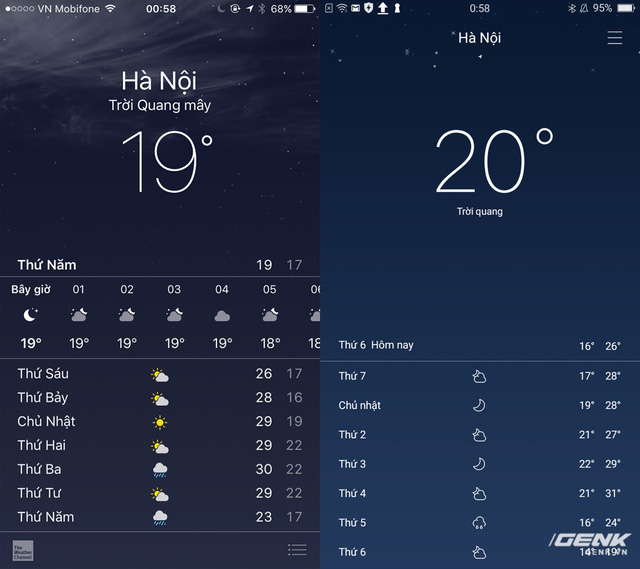 VN Mobifone 00:58 68%
Hà Nội
Trời Quang mây
19°
Thứ Năm 19 17
Bây giờ 01 02 03 04 05 06
19° 19° 19° 19° 19° 18° 18
Thứ Sáu 26 17
Thứ Bảy 28 16
Chủ Nhật 29 19
Thứ Hai 29 22
Thứ Ba 30 22
Thứ Tư 29 22
Thứ Năm 23 17
The Weather Channel
0:58 95%
Hà Nội
20°
Trời quang
Thứ 6 Hôm nay 16° 26°
Thứ 7 17° 28°
Chủ nhật 19° 28°
Thứ 2 21° 27°
Thứ 3 22° 29°
Thứ 4 21° 31°
Thứ 5 16° 24°
Thứ 6 14° 19°
GENK
GENK.VN